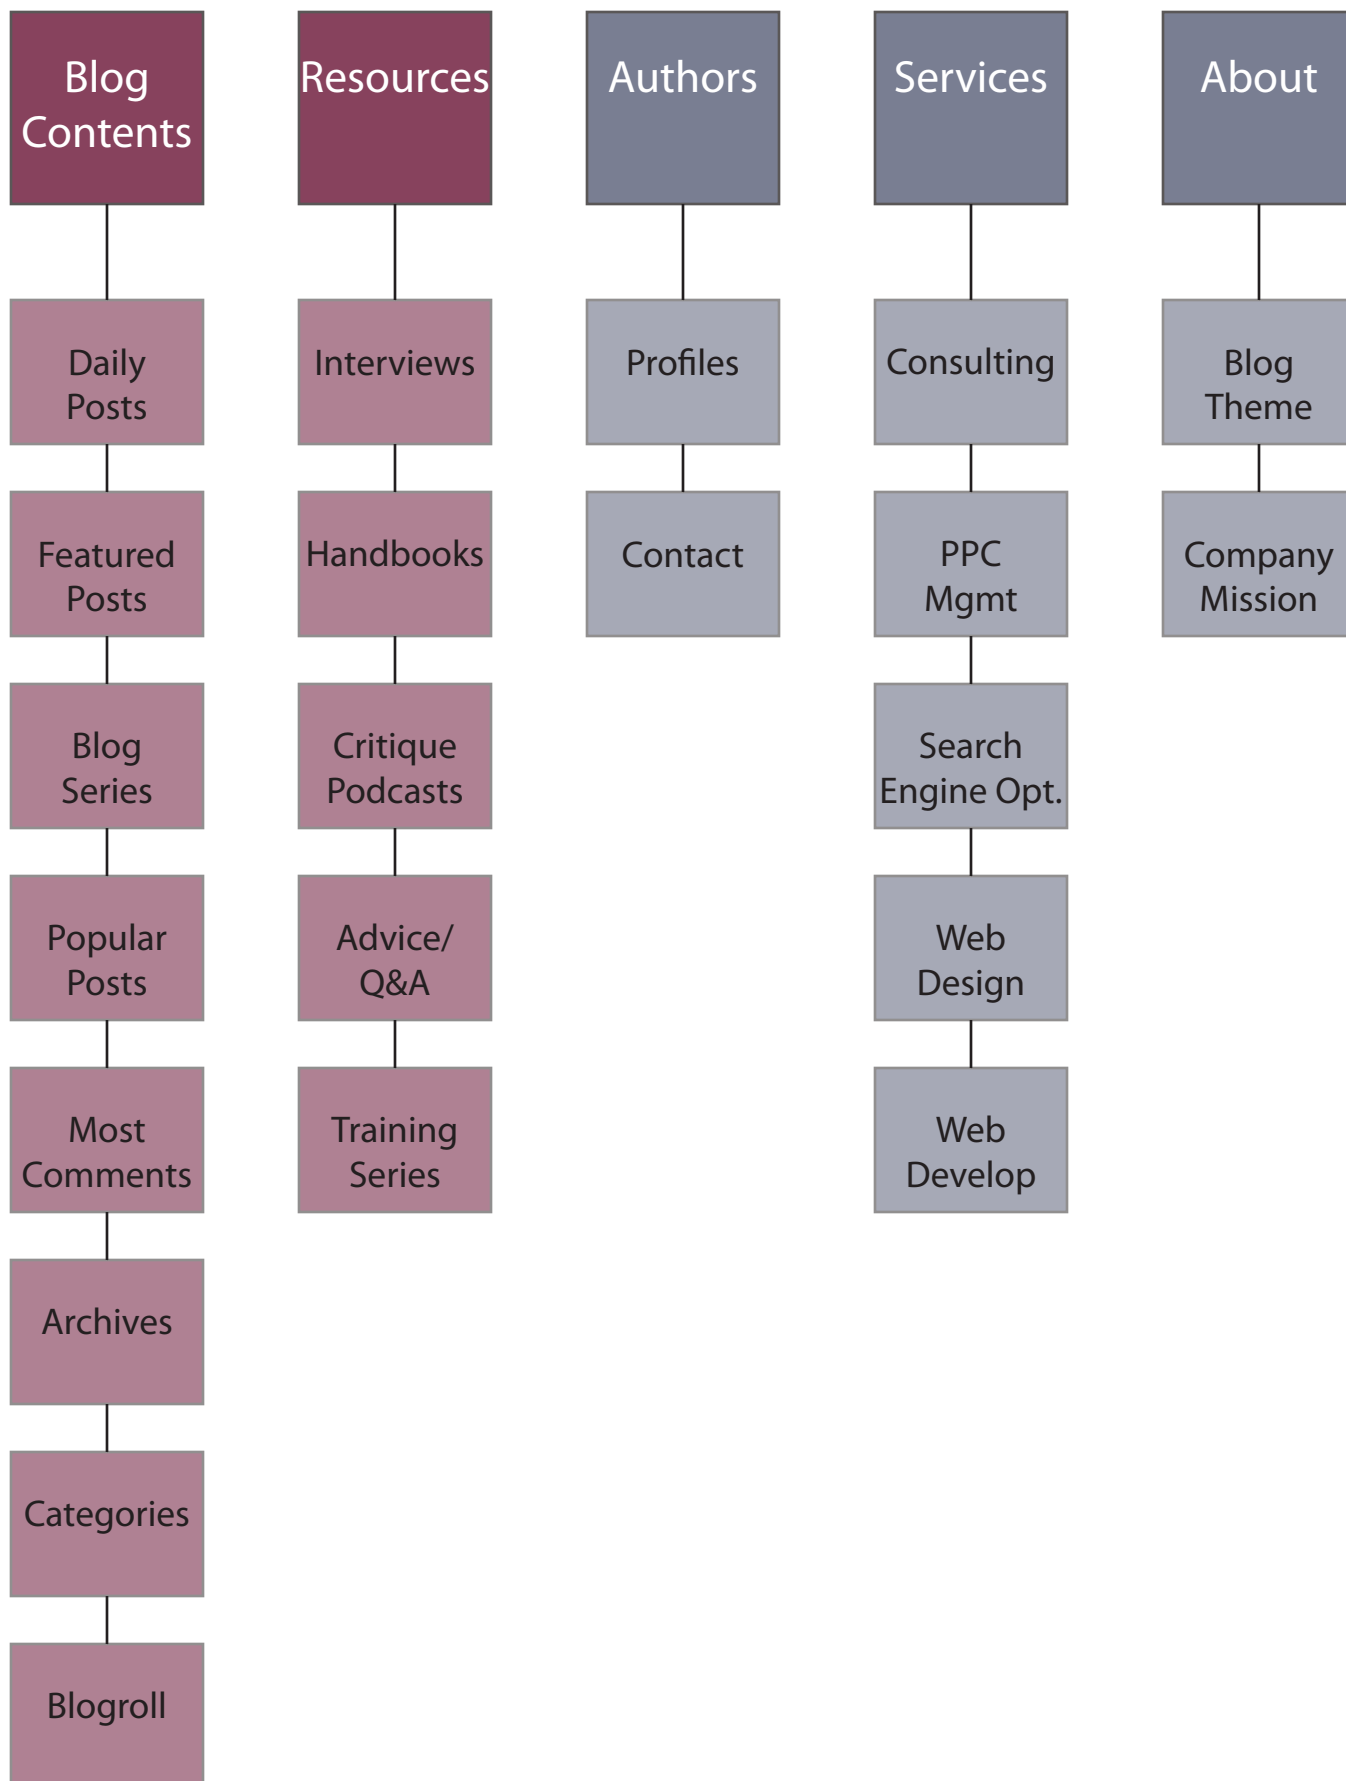 Blog
Contents
Daily
Posts
Featured
Posts
Blog
Series
Popular
Posts
Most
Comments
Archives
Categories
Blogroll
Resources
Interviews
Handbooks
Critique
Podcasts
Advice/
Q&A
Training
Series
Authors
Profiles
Contact
Services
Consulting
PPC
Mgmt
Search
Engine Opt.
Web
Design
Web
Develop
About
Blog
Theme
Company
Mission